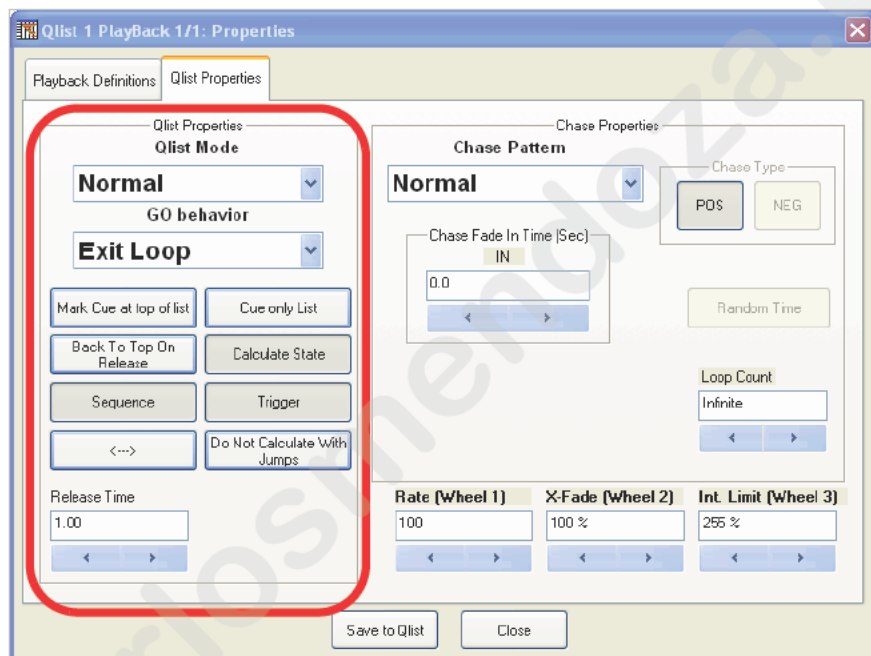 Qlist 1 PlayBack 1/1: Properties
Playback Definitions
Qlist Properties
Qlist Properties
Qlist Mode
Normal
GO behavior
Exit Loop
Mark Cue at top of list
Cue only List
Back To Top On
Release
Calculate State
Sequence
Trigger
<--->
Do Not Calculate With
Jumps
Release Time
1.00
Chase Properties
Chase Pattern
Normal
Chase Type
POS
NEG
Chase Fade In Time (Sec)
IN
0.0
Random Time
Loop Count
Infinite
Rate (Wheel 1)
100
X-Fade (Wheel 2)
100 %
Int. Limit (Wheel 3)
255 %
Save to Qlist
Close
rlosmendoza.